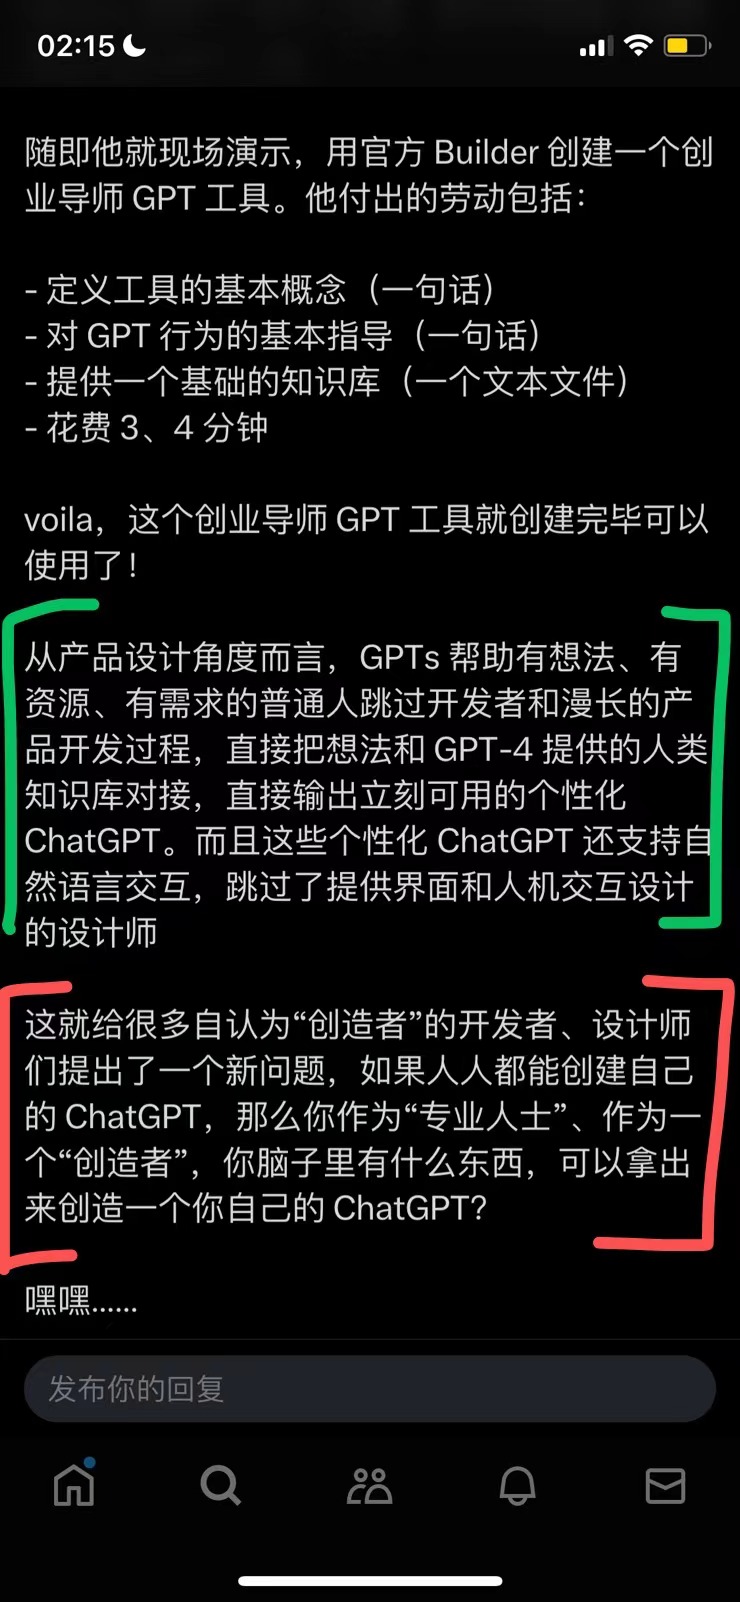 02:15
随即他就现场演示，用官方 Builder 创建一个创
业导师 GPT 工具。他付出的劳动包括：
- 定义工具的基本概念（一句话）
- 对 GPT 行为的基本指导（一句话）
- 提供一个基础的知识库（一个文本文件）
- 花费 3、4 分钟
voila，这个创业导师 GPT 工具就创建完毕可以
使用了！
从产品设计角度而言，GPTs 帮助有想法、有
资源、有需求的普通人跳过开发者和漫长的产
品开发过程，直接把想法和 GPT-4 提供的人类
知识库对接，直接输出立刻可用的个性化
ChatGPT。而且这些个性化 ChatGPT 还支持自
然语言交互，跳过了提供界面和人机交互设计
的设计师
这就给很多自认为“创造者”的开发者、设计师
们提出了一个新问题，如果人人都能创建自己
的 ChatGPT，那么你作为“专业人士”、作为一
个“创造者”，你脑子里有什么东西，可以拿出
来创造一个你自己的 ChatGPT？
嘿嘿……
发布你的回复